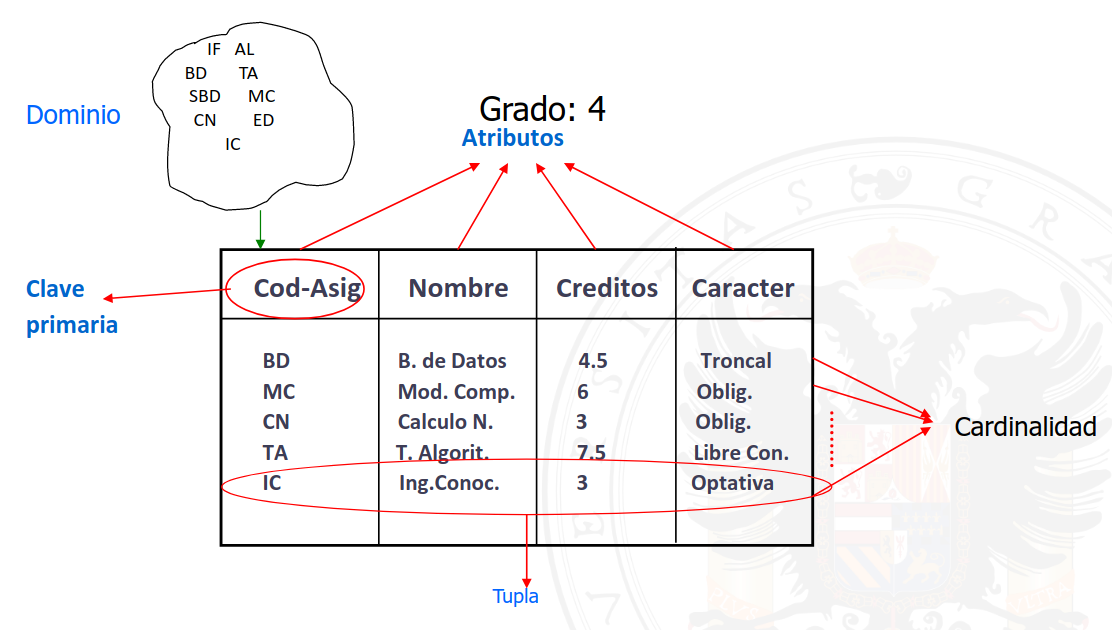 IF AL
BD TA
Dominio
SBD MC
CN ED
IC
Grado: 4
Atributos
Clave
primaria
Cod-Asig Nombre Creditos Caracter
BD B. de Datos 4.5 Troncal
MC Mod. Comp. 6 Oblig.
CN Calculo N. 3 Oblig.
TA T. Algorit. 7.5 Libre Con.
IC Ing.Conoc. 3 Optativa
Cardinalidad
Tupla